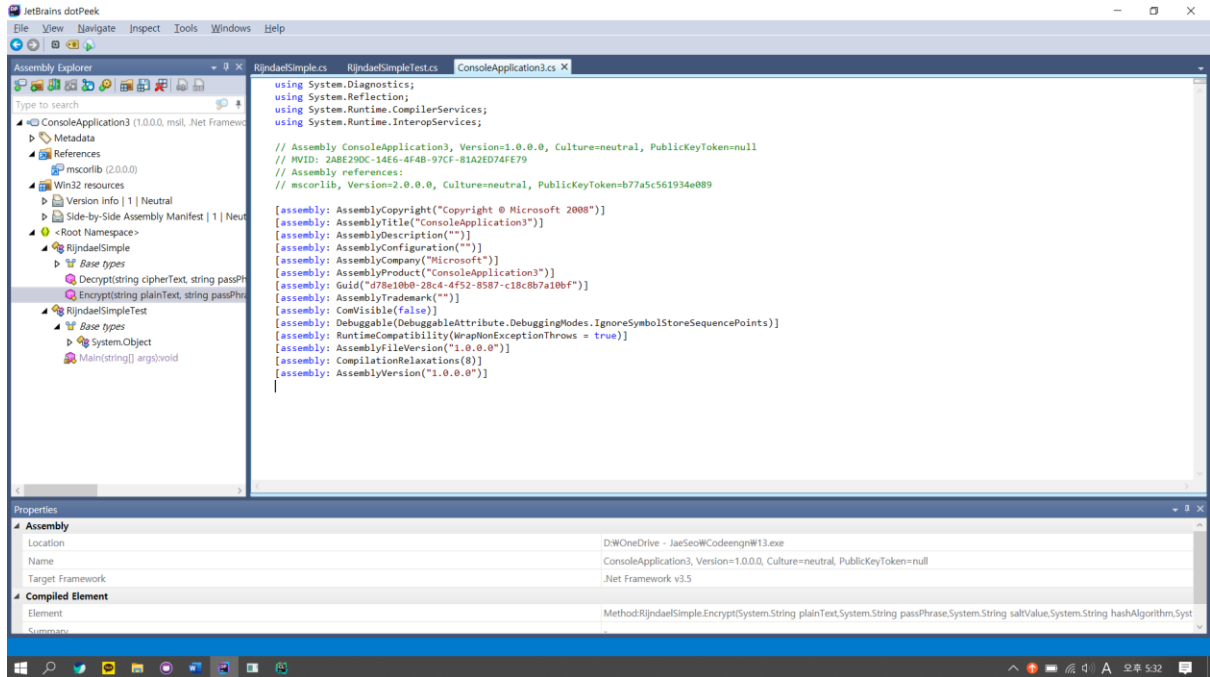 JetBrains dotPeek
File View Navigate Inspect Tools Windows Help
Assembly Explorer
Type to search
ConsoleApplication3 (1.0.0.0, msil, .Net Framewo
Metadata
References
mscorlib (2.0.0.0)
Win32 resources
Version info | 1 | Neutral
Side-by-Side Assembly Manifest | 1 | Neut
<Root Namespace>
RijndaelSimple
Base types
Decrypt(string cipherText, string passPh
Encrypt(string plainText, string passPhra
RijndaelSimpleTest
Base types
System.Object
Main(string[] args):void
RijndaelSimple.cs RijndaelSimpleTest.cs ConsoleApplication3.cs
using System.Diagnostics;
using System.Reflection;
using System.Runtime.CompilerServices;
using System.Runtime.InteropServices;
// Assembly ConsoleApplication3, Version=1.0.0.0, Culture=neutral, PublicKeyToken=null
// MVID: 2ABE29DC-14E6-4F4B-97CF-81A2ED74FE79
// Assembly references:
// mscorlib, Version=2.0.0.0, Culture=neutral, PublicKeyToken=b77a5c561934e089
[assembly: AssemblyCopyright("Copyright © Microsoft 2008")]
[assembly: AssemblyTitle("ConsoleApplication3")]
[assembly: AssemblyDescription("")]
[assembly: AssemblyConfiguration("")]
[assembly: AssemblyCompany("Microsoft")]
[assembly: AssemblyProduct("ConsoleApplication3")]
[assembly: Guid("d78e10b0-28c4-4f52-8587-c18c8b7a10bf")]
[assembly: AssemblyTrademark("")]
[assembly: ComVisible(false)]
[assembly: Debuggable(DebuggableAttribute.DebuggingModes.IgnoreSymbolStoreSequencePoints)]
[assembly: RuntimeCompatibility(WrapNonExceptionThrows = true)]
[assembly: AssemblyFileVersion("1.0.0.0")]
[assembly: CompilationRelaxations(8)]
[assembly: AssemblyVersion("1.0.0.0")]
Properties
Assembly
Location D:₩OneDrive - JaeSeo₩Codeengn₩13.exe
Name ConsoleApplication3, Version=1.0.0.0, Culture=neutral, PublicKeyToken=null
Target Framework .Net Framework v3.5
Compiled Element
Element Method:RijndaelSimple.Encrypt(System.String plainText,System.String passPhrase,System.String saltValue,System.String hashAlgorithm,Syst
Summary -
A 오후 5:32